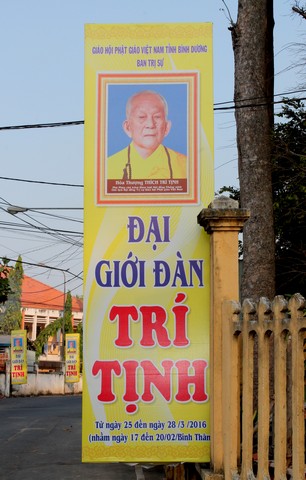 GIÁO HỘI PHẬT GIÁO VIỆT NAM TỈNH BÌNH DƯƠNG
BAN TRỊ SỰ
Hòa Thượng THÍCH TRÍ TỊNH
ĐẠI
GIỚI ĐÀN
TRÍ
TỊNH
Từ ngày 25 đến ngày 28/3/2016
(nhằm ngày 17 đến 20/02/Bính Thân